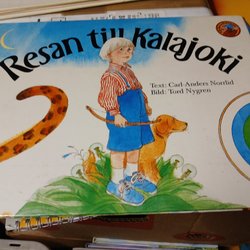 Resan till Kalajoki
Text: Carl-Anders Norrlid
Bild: Tord Nygren